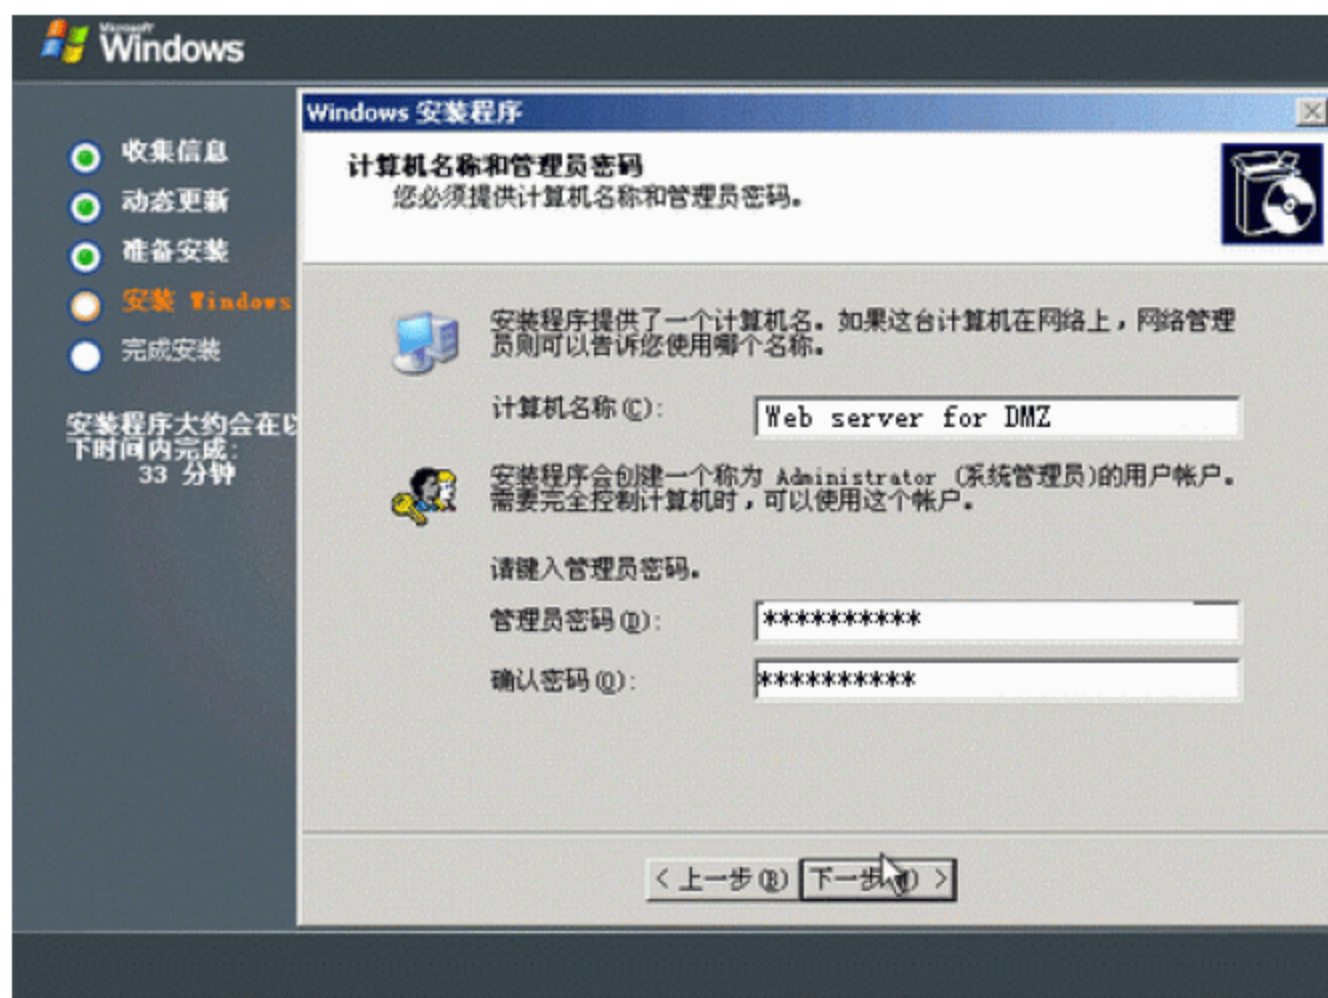 Microsoft
Windows
收集信息
动态更新
准备安装
安装 Windows
完成安装
安装程序大约会在以
下时间内完成:
33 分钟
Windows 安装程序
计算机名称和管理员密码
您必须提供计算机名称和管理员密码。
安装程序提供了一个计算机名。如果这台计算机在网络上，网络管理
员则可以告诉您使用哪个名称。
计算机名称(C): Web server for DMZ
安装程序会创建一个称为 Administrator (系统管理员)的用户帐户。
需要完全控制计算机时，可以使用这个帐户。
请键入管理员密码。
管理员密码(D): **********
确认密码(O): **********
< 上一步(B) 下一步(N) >